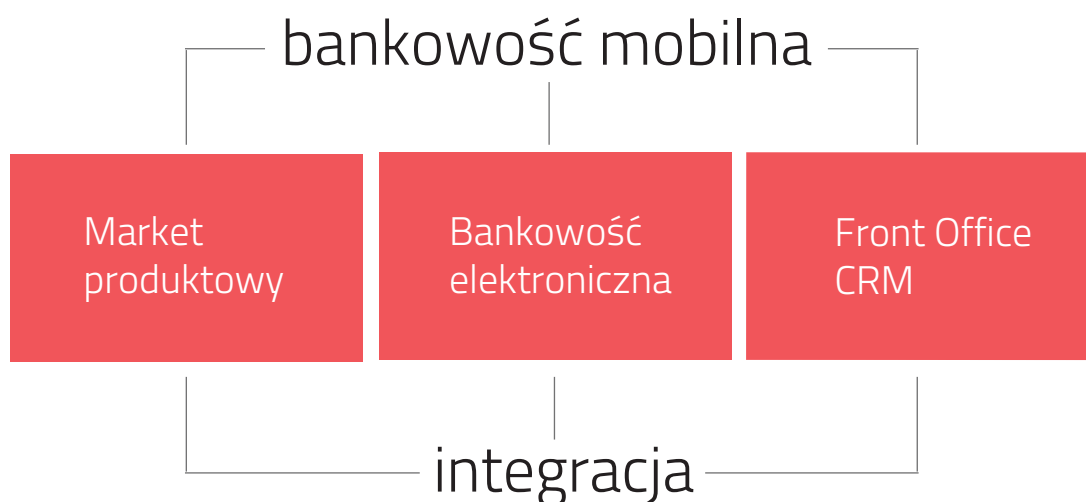 bankowość mobilna
Market
produktowy
Bankowość
elektroniczna
Front Office
CRM
integracja